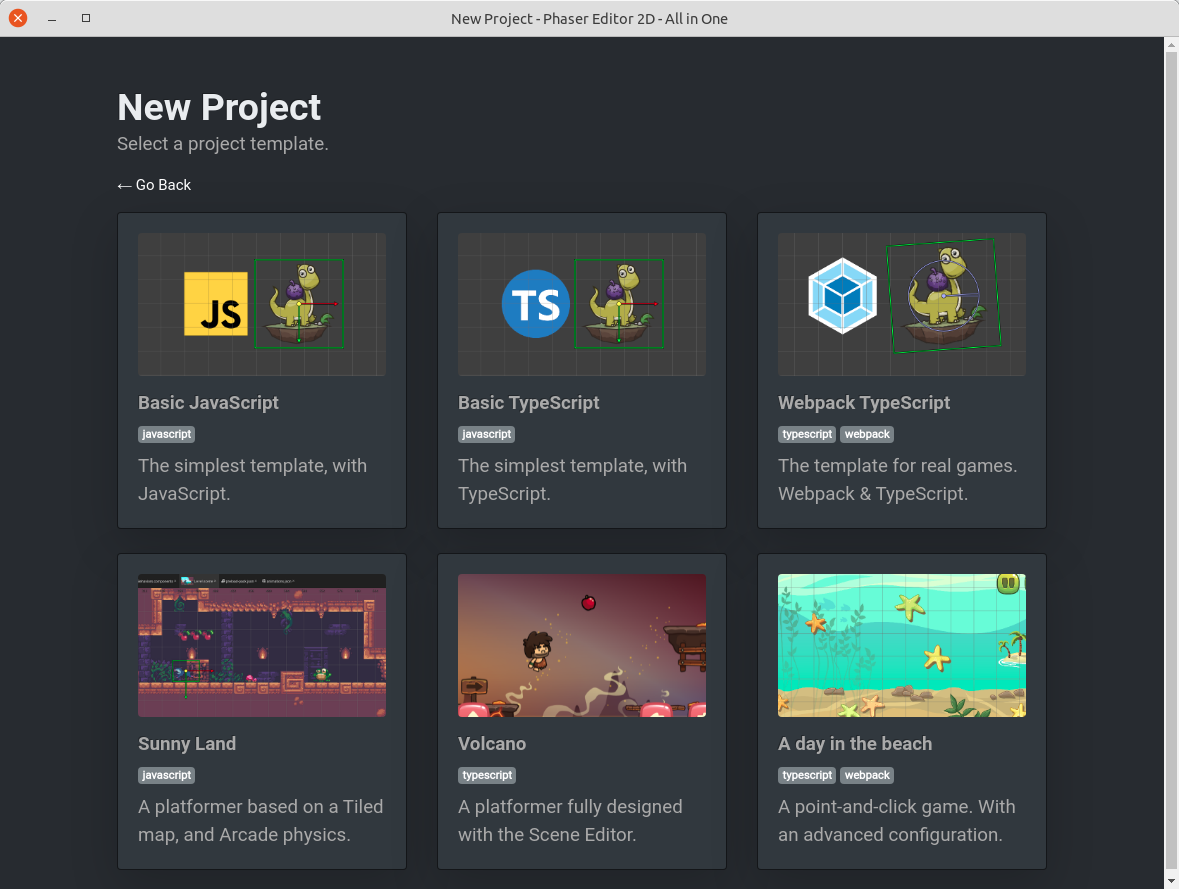 New Project - Phaser Editor 2D - All in One
New Project
Select a project template.
← Go Back
JS
TS
Basic JavaScript
Basic TypeScript
Webpack TypeScript
javascript
javascript
typescript webpack
The simplest template, with
JavaScript.
The simplest template, with
TypeScript.
The template for real games.
Webpack & TypeScript.
Sunny Land
Volcano
A day in the beach
javascript
typescript
typescript webpack
A platformer based on a Tiled
map, and Arcade physics.
A platformer fully designed
with the Scene Editor.
A point-and-click game. With
an advanced configuration.